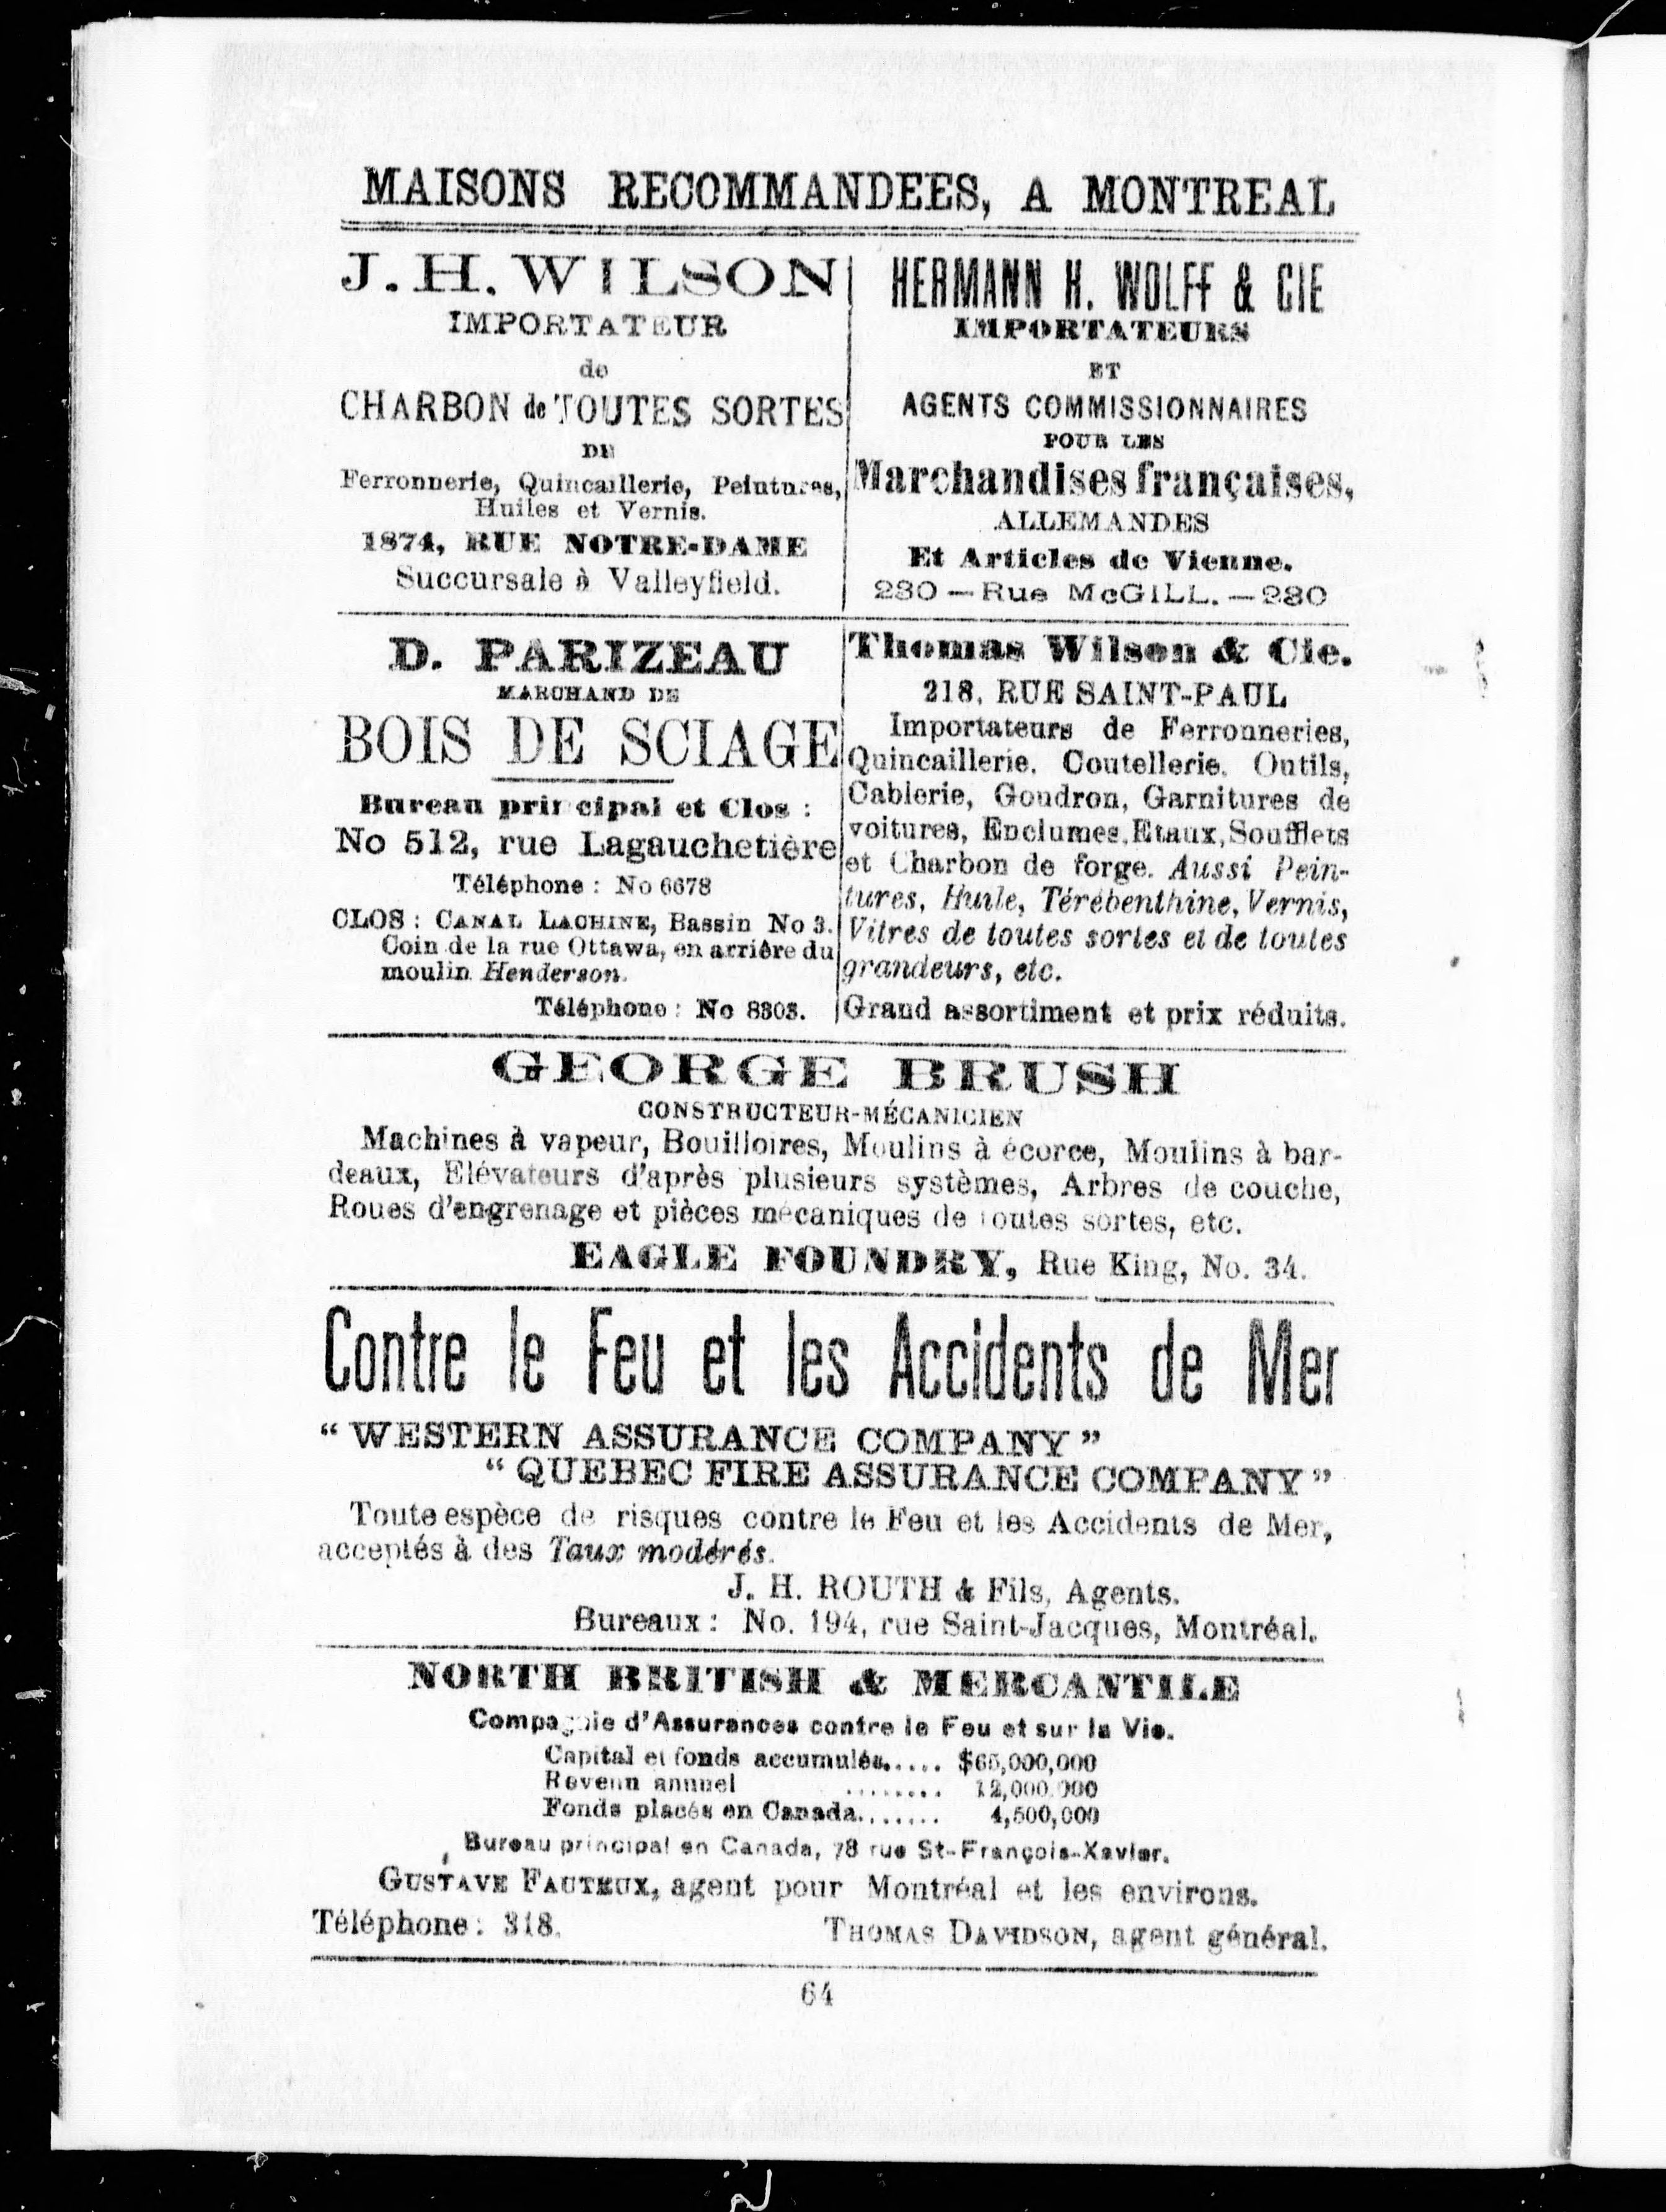 MAISONS RECOMMANDEES, A MONTREAL
J. H. WILSON
IMPORTATEUR
de
CHARBON de TOUTES SORTES
DE
Ferronnerie, Quincaillerie, Peintures,
Huiles et Vernis.
1874, RUE NOTRE-DAME
Succursale à Valleyfield.
HERMANN H. WOLFF & CIE
IMPORTATEURS
ET
AGENTS COMMISSIONNAIRES
POUR LES
Marchandises françaises,
ALLEMANDES
Et Articles de Vienne.
230 — Rue McGILL. — 230
D. PARIZEAU
MARCHAND DE
BOIS DE SCIAGE
Bureau principal et Clos :
No 512, rue Lagauchetière
Téléphone : No 6678
CLOS : CANAL LACHINE, Bassin No 3.
Coin de la rue Ottawa, en arrière du
moulin Henderson.
Téléphone : No 8303.
Thomas Wilson & Cie.
218, RUE SAINT-PAUL
Importateurs de Ferronneries,
Quincaillerie. Coutellerie. Outils,
Cablerie, Goudron, Garnitures de
voitures, Enclumes, Etaux, Soufflets
et Charbon de forge. Aussi Pein-
tures, Huile, Térébenthine, Vernis,
Vitres de toutes sortes et de toutes
grandeurs, etc.
Grand assortiment et prix réduits.
GEORGE BRUSH
CONSTRUCTEUR-MÉCANICIEN
Machines à vapeur, Bouilloires, Moulins à écorce, Moulins à bar-
deaux, Elévateurs d'après plusieurs systèmes, Arbres de couche,
Roues d'engrenage et pièces mécaniques de toutes sortes, etc.
EAGLE FOUNDRY, Rue King, No. 34.
Contre le Feu et les Accidents de Mer
“ WESTERN ASSURANCE COMPANY ”
“ QUEBEC FIRE ASSURANCE COMPANY ”
Toute espèce de risques contre le Feu et les Accidents de Mer,
acceptés à des Taux modérés.
J. H. ROUTH & Fils, Agents.
Bureaux : No. 194, rue Saint-Jacques, Montréal.
NORTH BRITISH & MERCANTILE
Compagnie d'Assurances contre le Feu et sur la Vie.
Capital et fonds accumulés..... $65,000,000
Revenu annuel ........ 12,000,000
Fonds placés en Canada....... 4,500,000
Bureau principal en Canada, 78 rue St-François-Xavier.
GUSTAVE FAUTEUX, agent pour Montréal et les environs.
Téléphone : 318. THOMAS DAVIDSON, agent général.
64